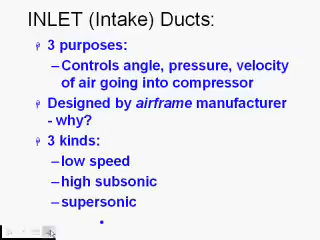 INLET (Intake) Ducts:
3 purposes:
–Controls angle, pressure, velocity
of air going into compressor
Designed by airframe manufacturer
- why?
3 kinds:
–low speed
–high subsonic
–supersonic